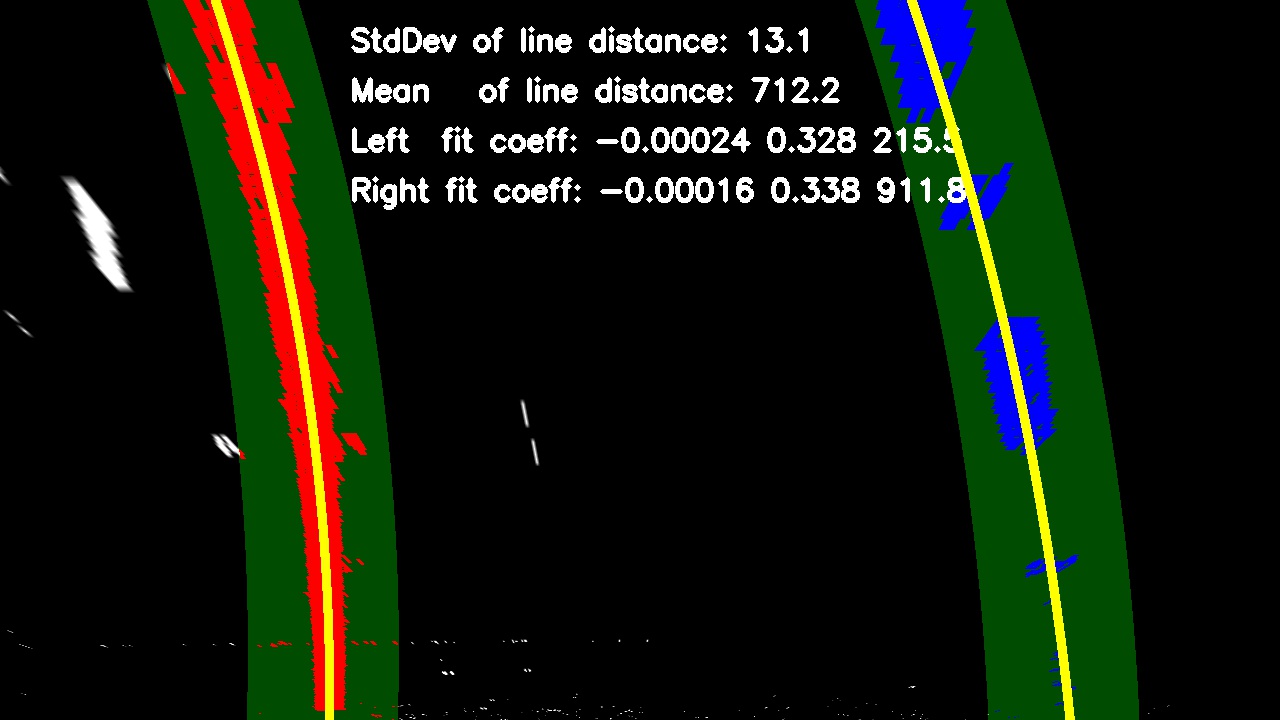 StdDev of line distance: 13.1
Mean of line distance: 712.2
Left fit coeff: -0.00024 0.328 215.5
Right fit coeff: -0.00016 0.338 911.8